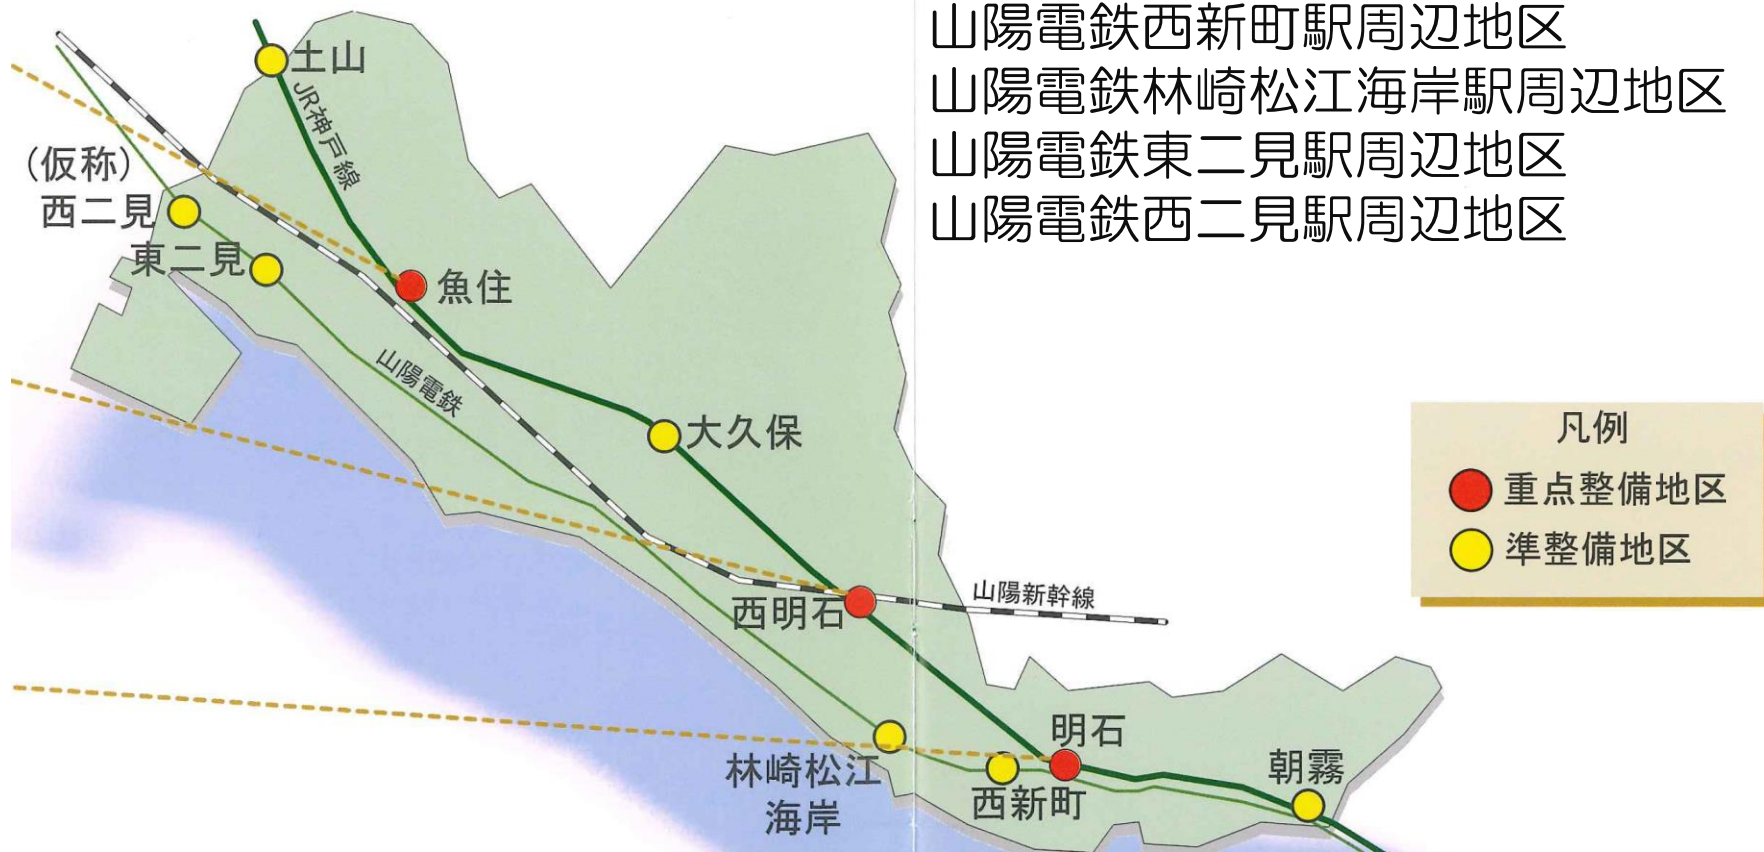 山陽電鉄西新町駅周辺地区
山陽電鉄林崎松江海岸駅周辺地区
山陽電鉄東二見駅周辺地区
山陽電鉄西二見駅周辺地区
土山
JR神戸線
(仮称)
西二見
東二見
魚住
山陽電鉄
大久保
凡例
重点整備地区
準整備地区
山陽新幹線
西明石
明石
林崎松江
海岸
西新町
朝霧